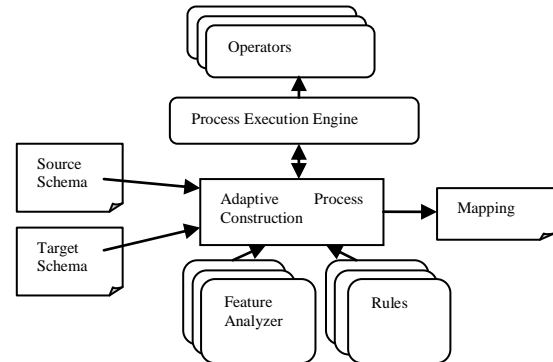 Operators
Process Execution Engine
Source
Schema
Adaptive Process
Construction
Mapping
Target
Schema
Feature
Analyzer
Rules